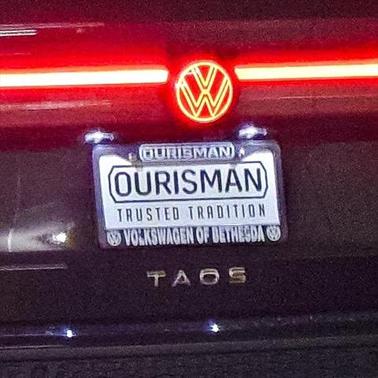 OURISMAN
OURISMAN
TRUSTED TRADITION
VOLKSWAGEN OF BETHESDA
TAOS